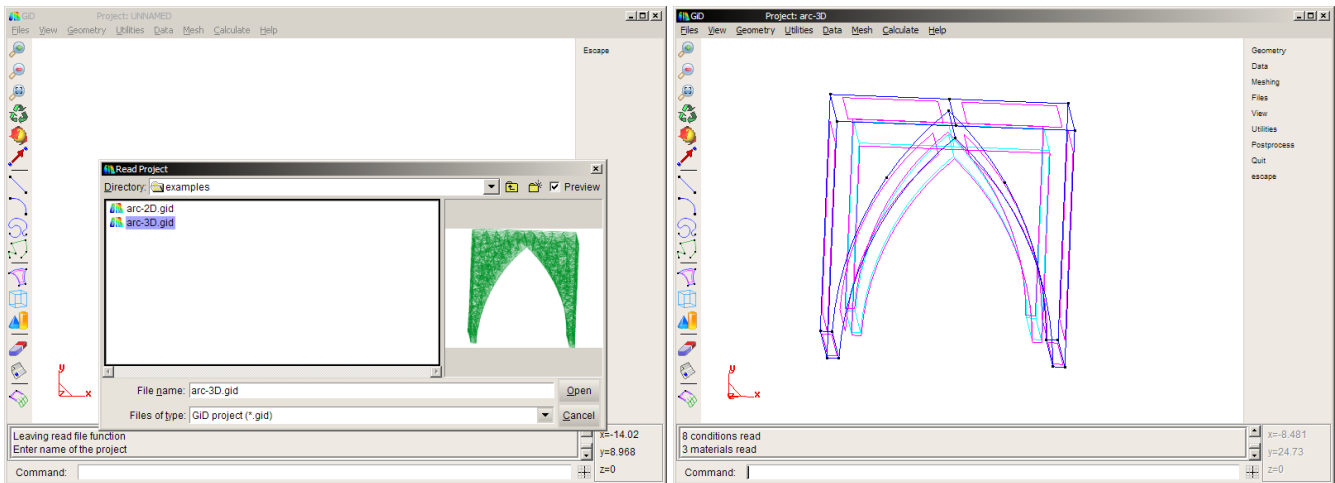 GiD Project: UNNAMED
Files View Geometry Utilities Data Mesh Calculate Help
Escape
Read Project
Directory: examples
Preview
arc-2D.gid
arc-3D.gid
File name: arc-3D.gid
Open
Files of type: GiD project (*.gid)
Cancel
y
z x
Leaving read file function
Enter name of the project
x=-14.02
y=8.968
z=0
Command:
GiD Project: arc-3D
Files View Geometry Utilities Data Mesh Calculate Help
Geometry
Data
Meshing
Files
View
Utilities
Postprocess
Quit
escape
y
z x
8 conditions read
3 materials read
x=-8.481
y=24.73
z=0
Command: